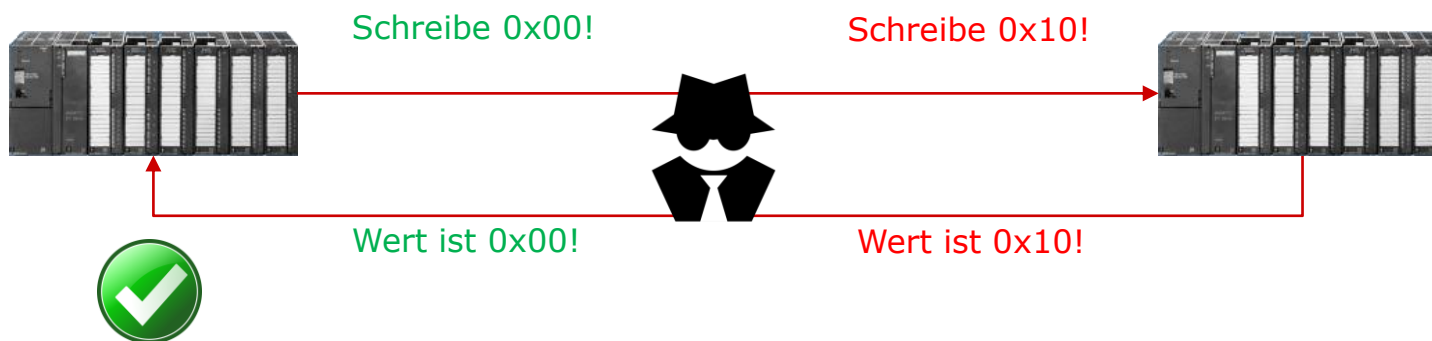 Schreibe 0x00!
Schreibe 0x10!
Wert ist 0x00!
Wert ist 0x10!